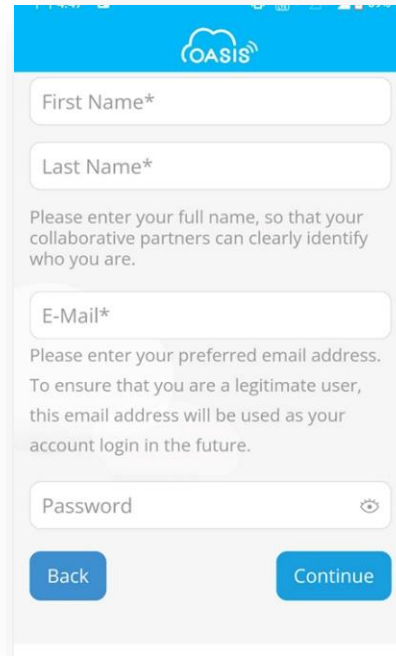 OASIS
First Name*
Last Name*
Please enter your full name, so that your
collaborative partners can clearly identify
who you are.
E-Mail*
Please enter your preferred email address.
To ensure that you are a legitimate user,
this email address will be used as your
account login in the future.
Password
Back
Continue